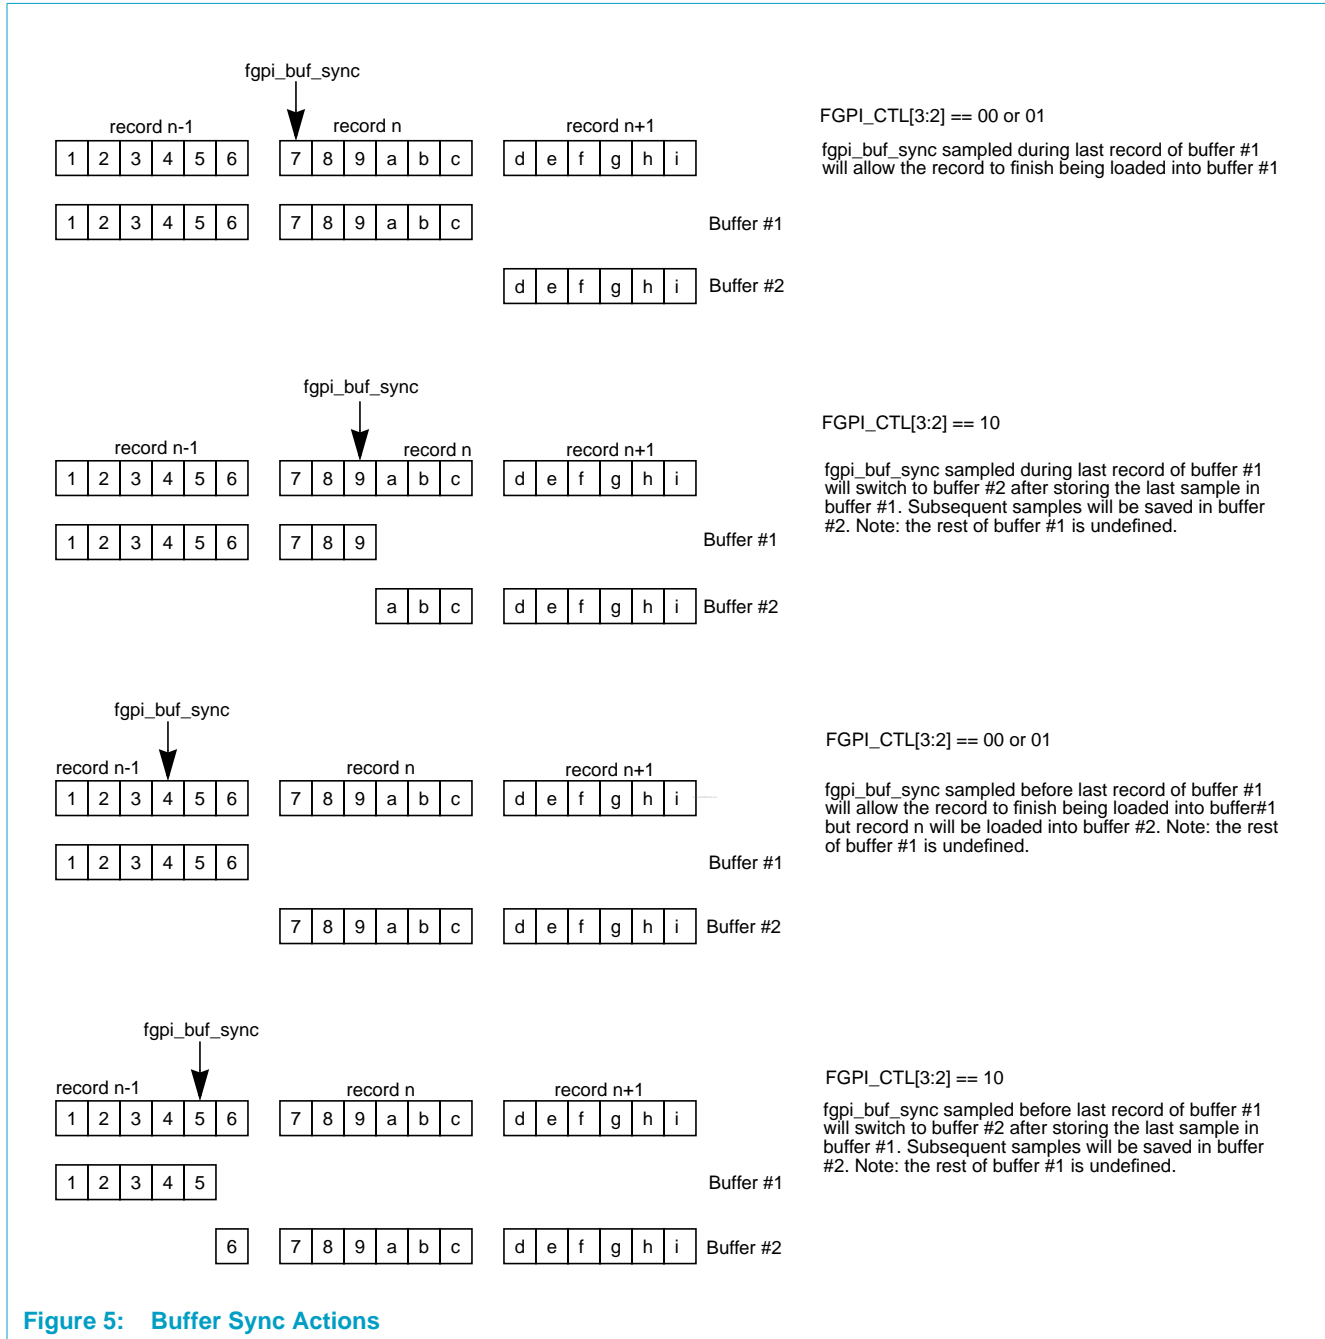 fgpi_buf_sync
record n-1 record n record n+1
1 2 3 4 5 6 7 8 9 a b c d e f g h i
1 2 3 4 5 6 7 8 9 a b c Buffer #1
d e f g h i Buffer #2
FGPI_CTL[3:2] == 00 or 01
fgpi_buf_sync sampled during last record of buffer #1
will allow the record to finish being loaded into buffer #1
fgpi_buf_sync
record n-1 record n record n+1
1 2 3 4 5 6 7 8 9 a b c d e f g h i
1 2 3 4 5 6 7 8 9 Buffer #1
a b c d e f g h i Buffer #2
FGPI_CTL[3:2] == 10
fgpi_buf_sync sampled during last record of buffer #1
will switch to buffer #2 after storing the last sample in
buffer #1. Subsequent samples will be saved in buffer
#2. Note: the rest of buffer #1 is undefined.
fgpi_buf_sync
record n-1 record n record n+1
1 2 3 4 5 6 7 8 9 a b c d e f g h i
1 2 3 4 5 6 Buffer #1
7 8 9 a b c d e f g h i Buffer #2
FGPI_CTL[3:2] == 00 or 01
fgpi_buf_sync sampled before last record of buffer #1
will allow the record to finish being loaded into buffer#1
but record n will be loaded into buffer #2. Note: the rest
of buffer #1 is undefined.
fgpi_buf_sync
record n-1 record n record n+1
1 2 3 4 5 6 7 8 9 a b c d e f g h i
1 2 3 4 5 Buffer #1
6 7 8 9 a b c d e f g h i Buffer #2
FGPI_CTL[3:2] == 10
fgpi_buf_sync sampled before last record of buffer #1
will switch to buffer #2 after storing the last sample in
buffer #1. Subsequent samples will be saved in buffer
#2. Note: the rest of buffer #1 is undefined.
Figure 5: Buffer Sync Actions